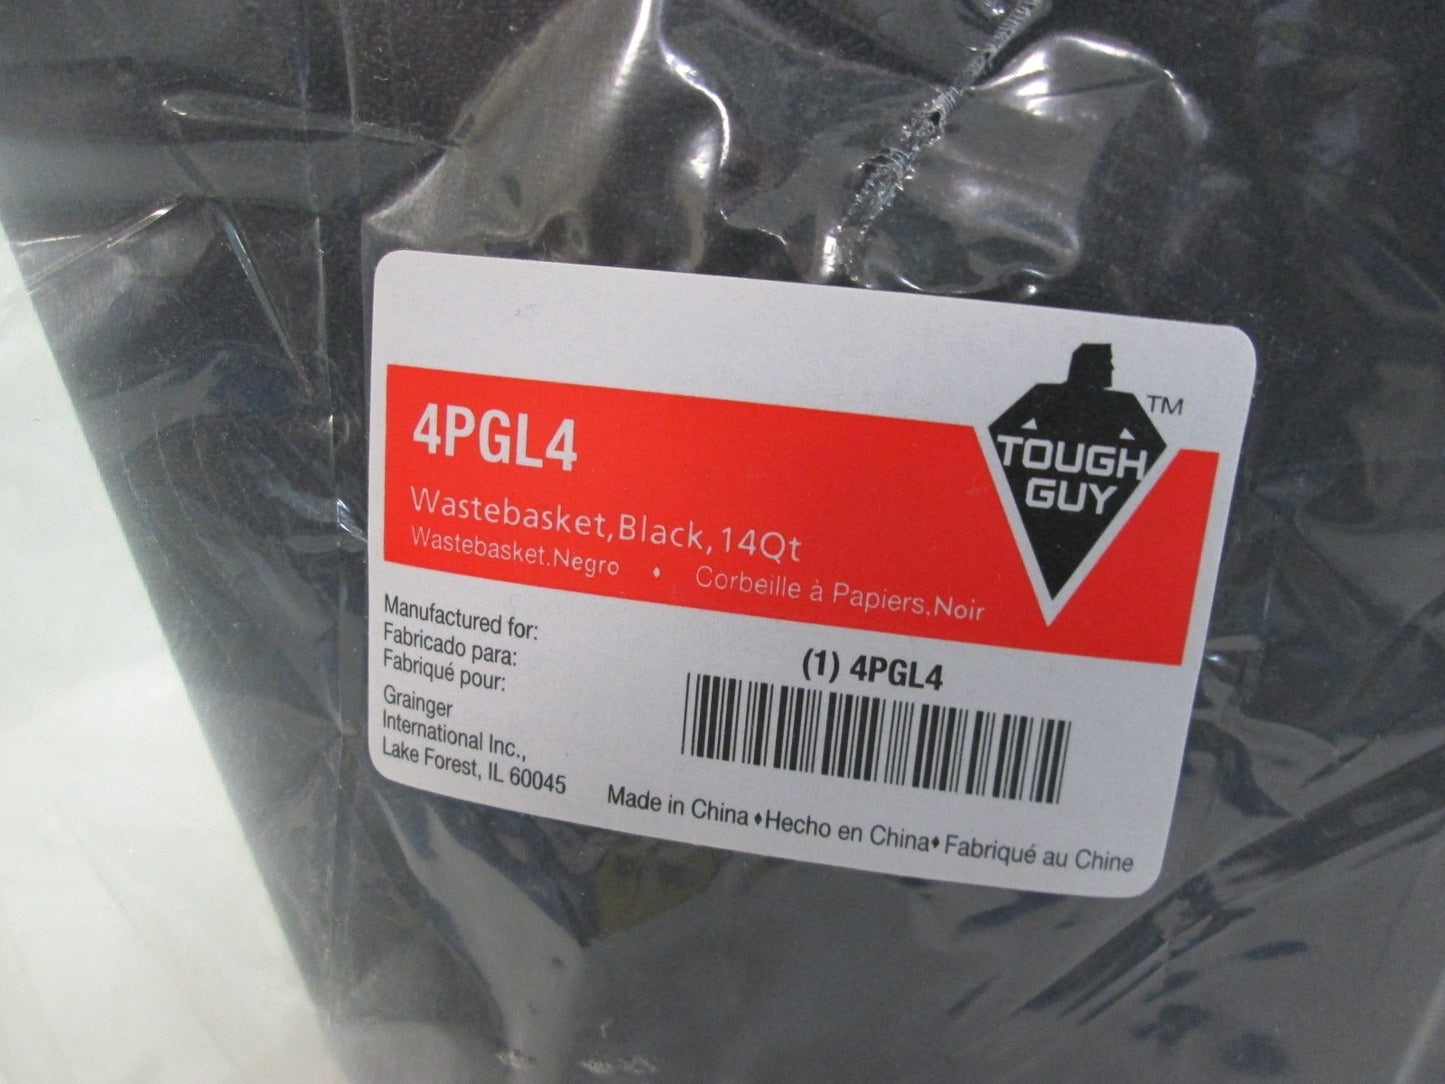 4PGL4
TOUGH
GUY
TM
Wastebasket,Black,14Qt
Wastebasket.Negro ♦ Corbeille à Papiers,Noir
Manufactured for:
Fabricado para:
Fabriqué pour:
Grainger
International Inc.,
Lake Forest, IL 60045
(1) 4PGL4
Made in China♦Hecho en China♦Fabriqué au Chine